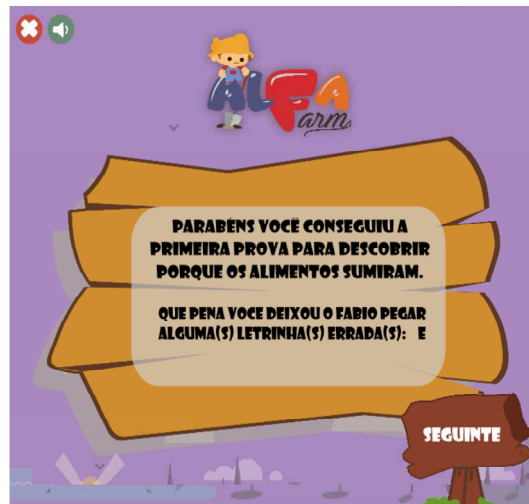 ALFA
arm
PARABÉNS VOCÊ CONSEGUIU A
PRIMEIRA PROVA PARA DESCOBRIR
PORQUE OS ALIMENTOS SUMIRAM.
QUE PENA VOCE DEIXOU O FABIO PEGAR
ALGUMA(S) LETRINHA(S) ERRADA(S): E
SEGUINTE